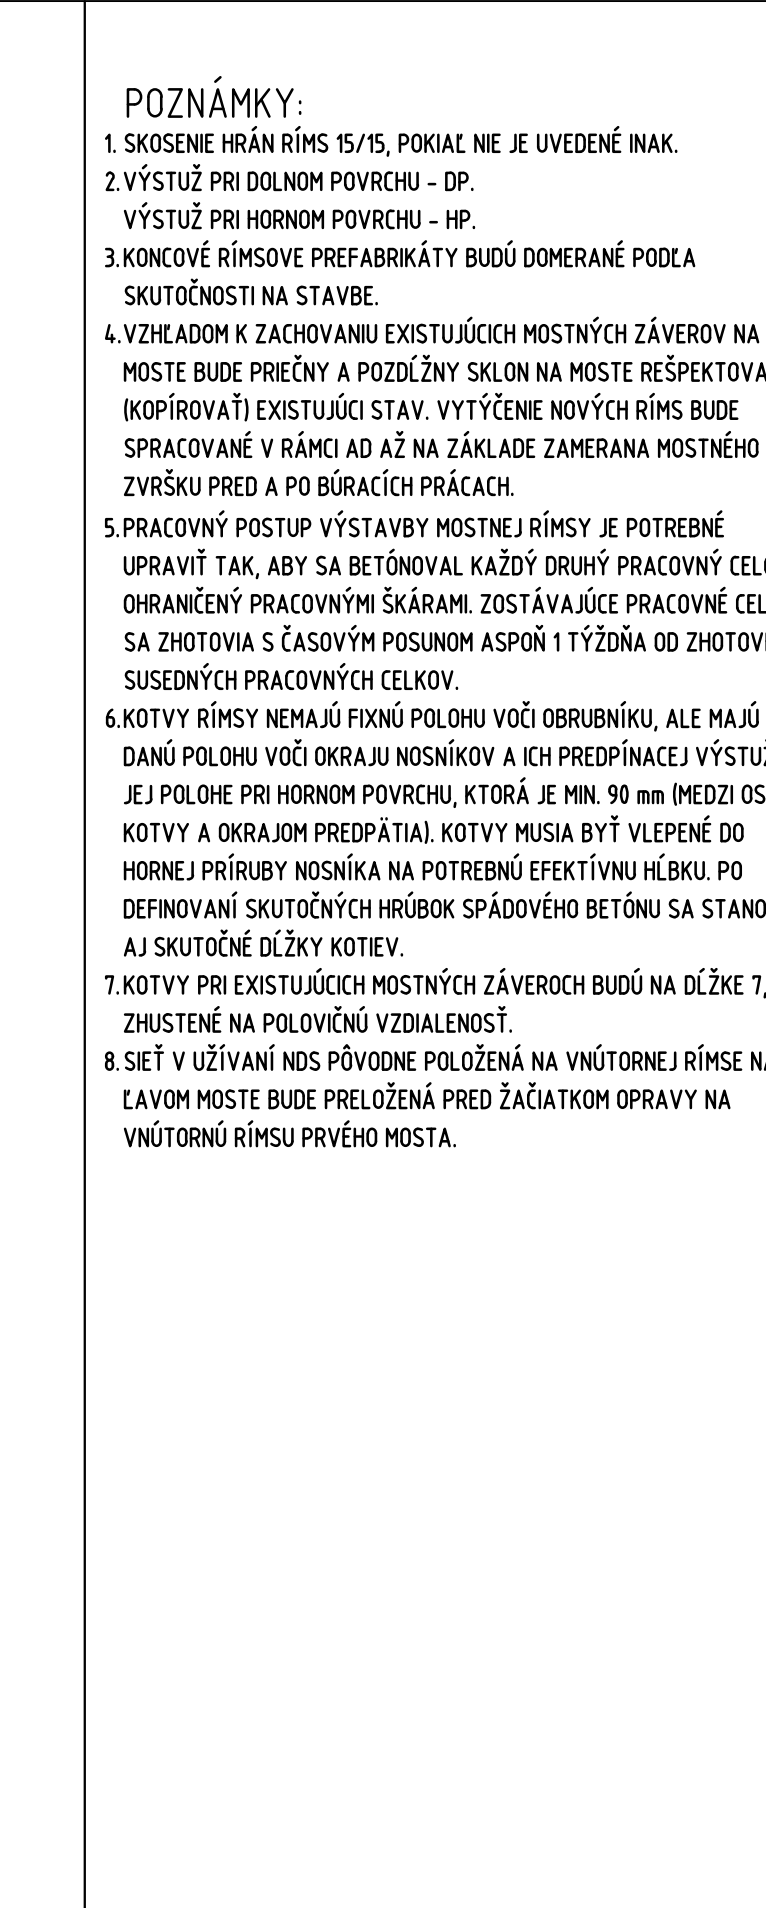 POZNÁMKY:
1. SKOSENIE HRÁN RÍMS 15/15, POKIAĽ NIE JE UVEDENÉ INAK.
2. VÝSTUŽ PRI DOLNOM POVRCHU - DP.
VÝSTUŽ PRI HORNOM POVRCHU - HP.
3. KONCOVÉ RÍMSOVE PREFABRIKÁTY BUDÚ DOMERANÉ PODĽA
SKUTOČNOSTI NA STAVBE.
4. VZHĽADOM K ZACHOVANIU EXISTUJÚCICH MOSTNÝCH ZÁVEROV NA
MOSTE BUDE PRIEČNY A POZDĹŽNY SKLON NA MOSTE REŠPEKTOVA
(KOPÍROVAŤ) EXISTUJÚCI STAV. VYTÝČENIE NOVÝCH RÍMS BUDE
SPRACOVANÉ V RÁMCI AD AŽ NA ZÁKLADE ZAMERANA MOSTNÉHO
ZVRŠKU PRED A PO BÚRACÍCH PRÁCACH.
5. PRACOVNÝ POSTUP VÝSTAVBY MOSTNEJ RÍMSY JE POTREBNÉ
UPRAVIŤ TAK, ABY SA BETÓNOVAL KAŽDÝ DRUHÝ PRACOVNÝ CEL
OHRANIČENÝ PRACOVNÝMI ŠKÁRAMI. ZOSTÁVAJÚCE PRACOVNÉ CEL
SA ZHOTOVIA S ČASOVÝM POSUNOM ASPOŇ 1 TÝŽDŇA OD ZHOTOV
SUSEDNÝCH PRACOVNÝCH CELKOV.
6. KOTVY RÍMSY NEMAJÚ FIXNÚ POLOHU VOČI OBRUBNÍKU, ALE MAJÚ
DANÚ POLOHU VOČI OKRAJU NOSNÍKOV A ICH PREDPÍNACEJ VÝSTUŽ
JEJ POLOHE PRI HORNOM POVRCHU, KTORÁ JE MIN. 90 mm (MEDZI OS
KOTVY A OKRAJOM PREDPÄTIA). KOTVY MUSIA BYŤ VLEPENÉ DO
HORNEJ PRÍRUBY NOSNÍKA NA POTREBNÚ EFEKTÍVNU HĹBKU. PO
DEFINOVANÍ SKUTOČNÝCH HRÚBOK SPÁDOVÉHO BETÓNU SA STANO
AJ SKUTOČNÉ DĹŽKY KOTIEV.
7. KOTVY PRI EXISTUJÚCICH MOSTNÝCH ZÁVEROCH BUDÚ NA DĹŽKE 7,
ZHUSTENÉ NA POLOVIČNÚ VZDIALENOSŤ.
8. SIEŤ V UŽÍVANÍ NDS PÔVODNE POLOŽENÁ NA VNÚTORNEJ RÍMSE NA
ĽAVOM MOSTE BUDE PRELOŽENÁ PRED ŽAČIATKOM OPRAVY NA
VNÚTORNÚ RÍMSU PRVÉHO MOSTA.